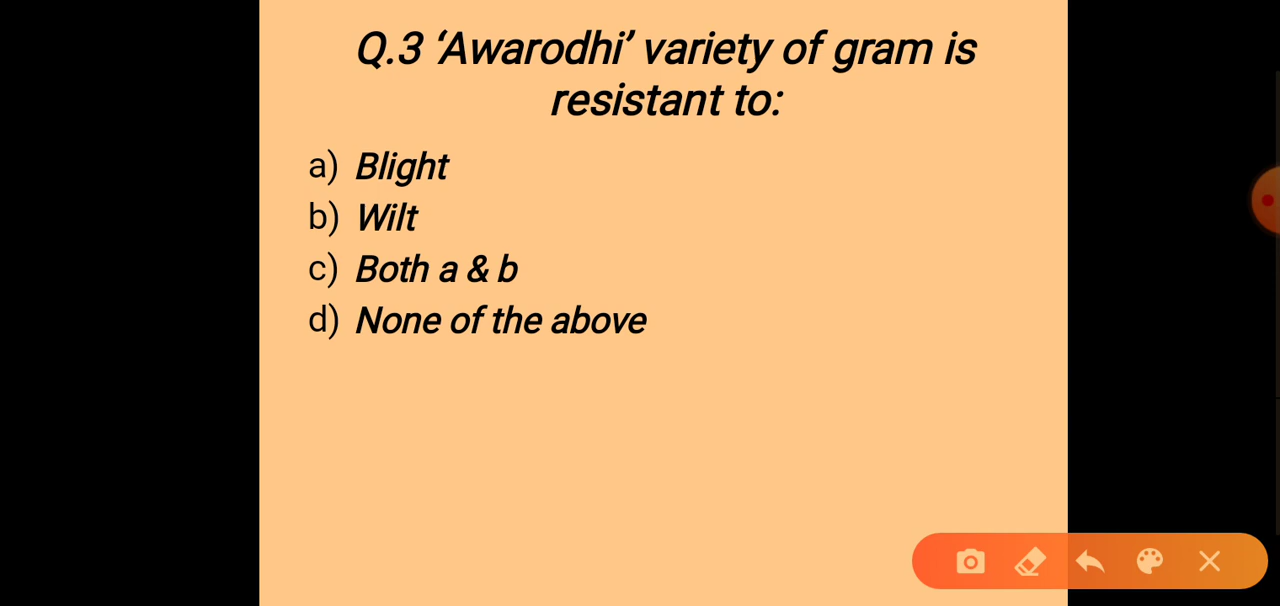 Q.3 ‘Awarodhi’ variety of gram is
resistant to:
a) Blight
b) Wilt
c) Both a & b
d) None of the above